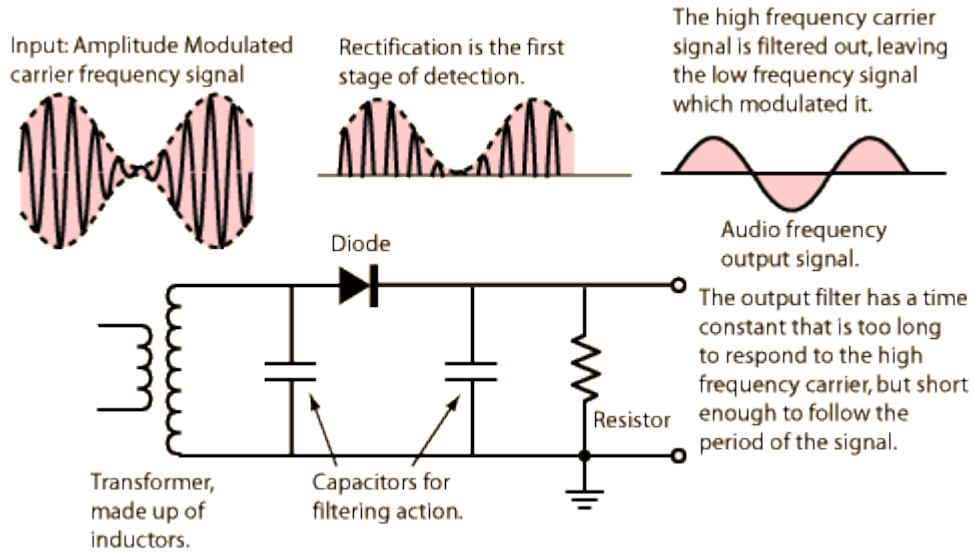 Input: Amplitude Modulated
carrier frequency signal
Rectification is the first
stage of detection.
The high frequency carrier
signal is filtered out, leaving
the low frequency signal
which modulated it.
Audio frequency
output signal.
Diode
The output filter has a time
constant that is too long
to respond to the high
frequency carrier, but short
enough to follow the
period of the signal.
Resistor
Transformer,
made up of
inductors.
Capacitors for
filtering action.